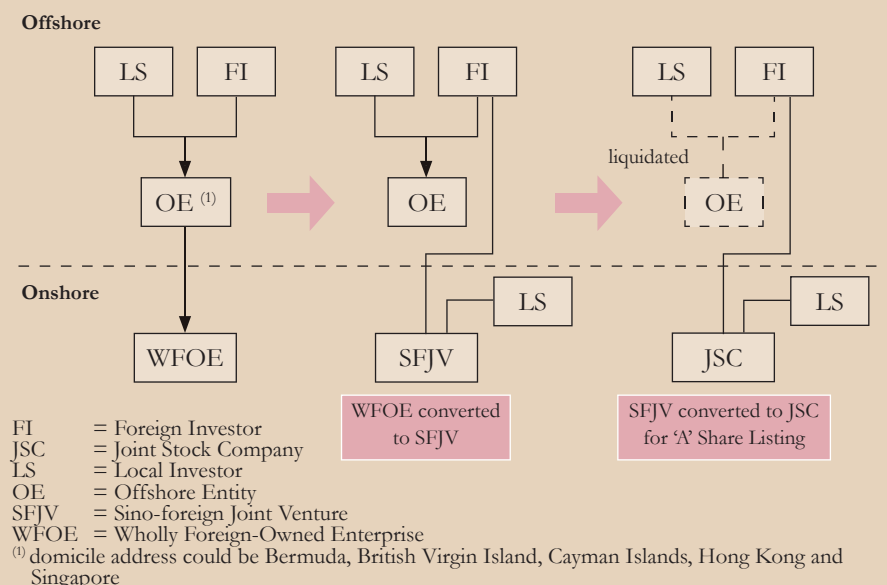 Offshore
LS FI LS FI LS FI
liquidated
OE (1) OE OE
Onshore
LS LS
WFOE SFJV JSC
WFOE converted
to SFJV
SFJV converted to JSC
for ‘A’ Share Listing
FI = Foreign Investor
JSC = Joint Stock Company
LS = Local Investor
OE = Offshore Entity
SFJV = Sino-foreign Joint Venture
WFOE = Wholly Foreign-Owned Enterprise
(1) domicile address could be Bermuda, British Virgin Island, Cayman Islands, Hong Kong and
Singapore